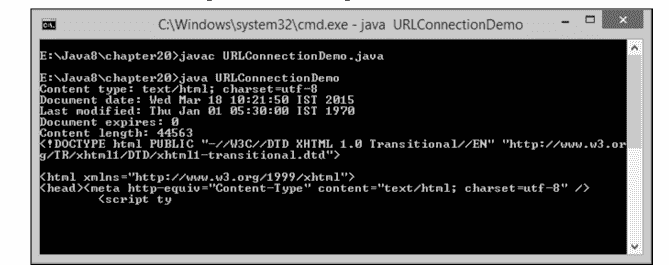 C:\Windows\system32\cmd.exe - java URLConnectionDemo
E:\Java8\chapter20>javac URLConnectionDemo.java
E:\Java8\chapter20>java URLConnectionDemo
Content type: text/html; charset=utf-8
Document date: Wed Mar 18 10:21:50 IST 2015
Last modified: Thu Jan 01 05:30:00 IST 1970
Document expires: 0
Content length: 44563
<!DOCTYPE html PUBLIC "-//W3C//DTD XHTML 1.0 Transitional//EN" "http://www.w3.or
g/TR/xhtml1/DTD/xhtml1-transitional.dtd">
<html xmlns="http://www.w3.org/1999/xhtml">
<head><meta http-equiv="Content-Type" content="text/html; charset=utf-8" />
<script ty